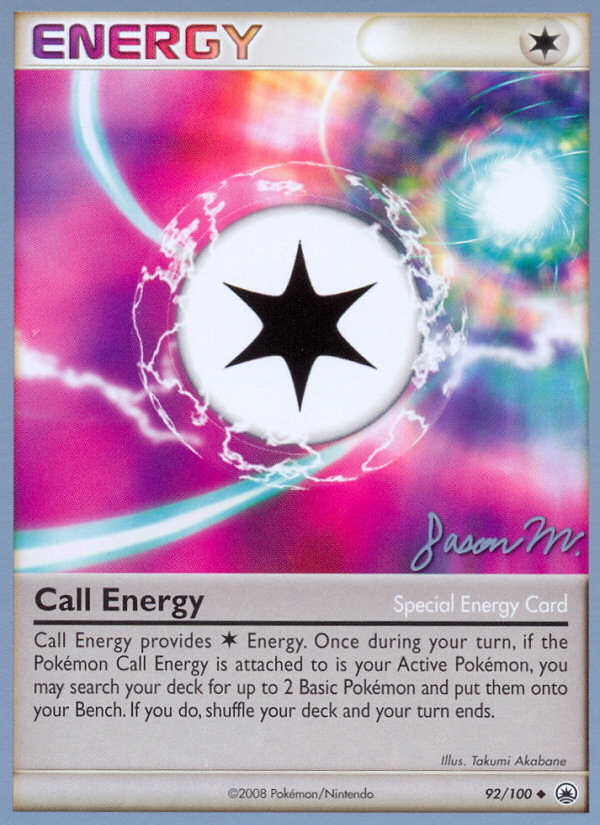 ENERGY
Jason M.
Call Energy
Special Energy Card
Call Energy provides ✶ Energy. Once during your turn, if the
Pokémon Call Energy is attached to is your Active Pokémon, you
may search your deck for up to 2 Basic Pokémon and put them onto
your Bench. If you do, shuffle your deck and your turn ends.
Illus. Takumi Akabane
©2008 Pokémon/Nintendo
92/100 ◆